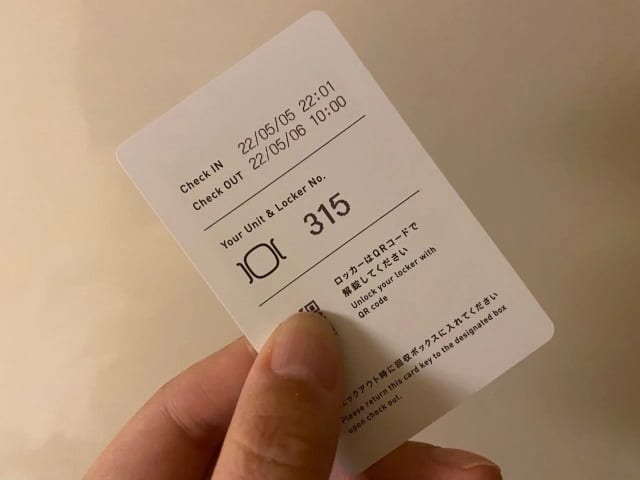 Check IN 22/05/05 22:01
Check OUT 22/05/06 10:00
Your Unit & Locker No.
315
ロッカーはQRコードで
解錠してください
Unlock your locker with
QR code
ックアウト時に回収ボックスに入れてください
Please return this card key to the designated box
upon check out.